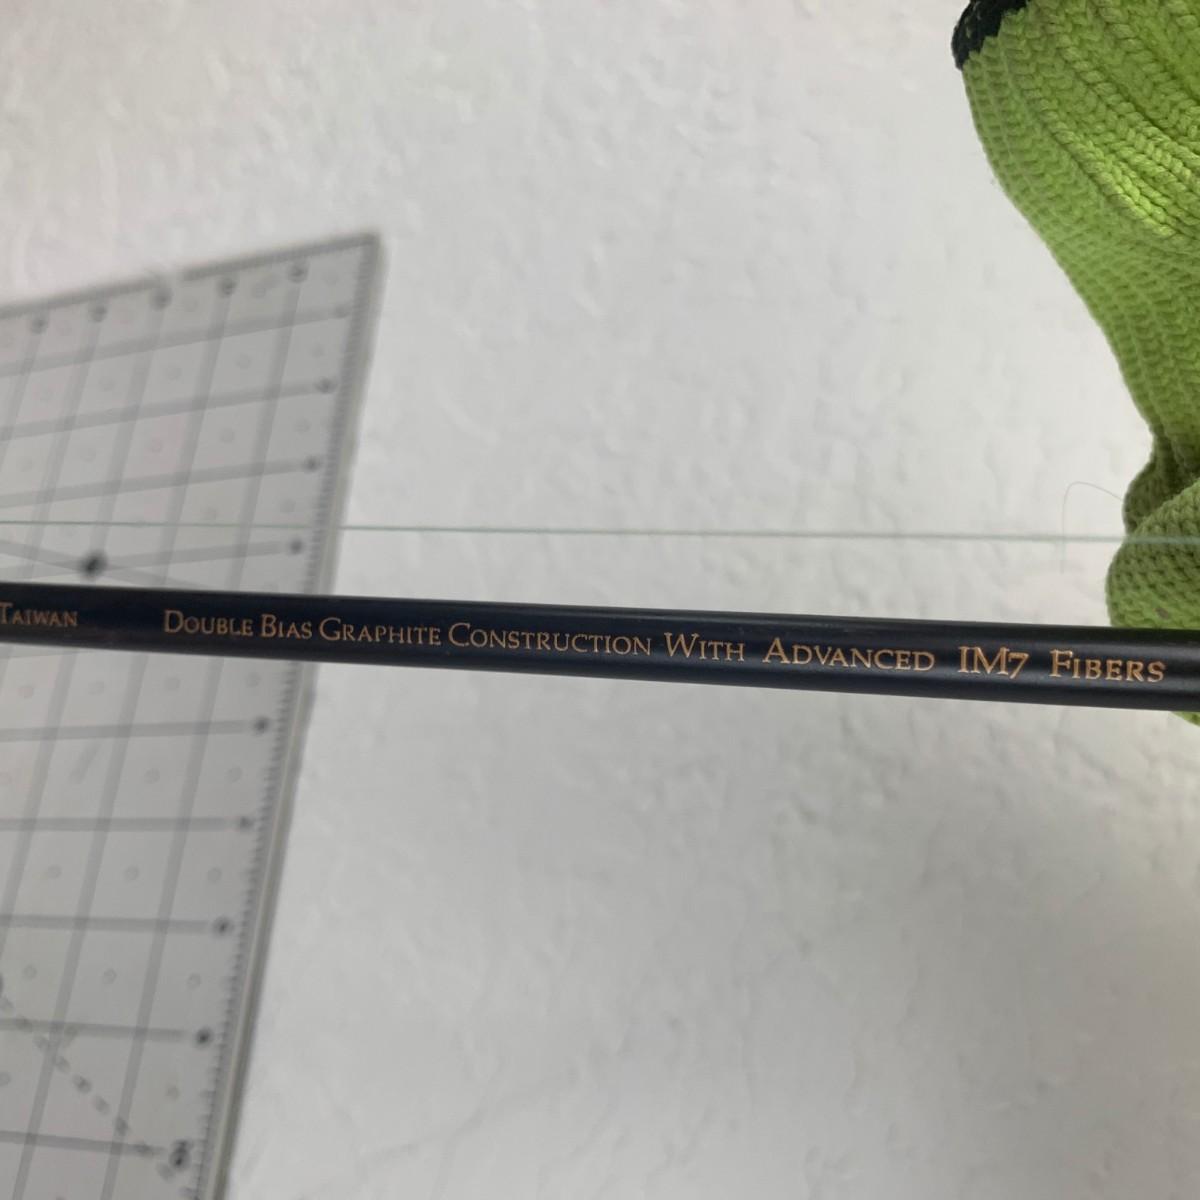 Taiwan Double Bias Graphite Construction With Advanced IM7 Fibers